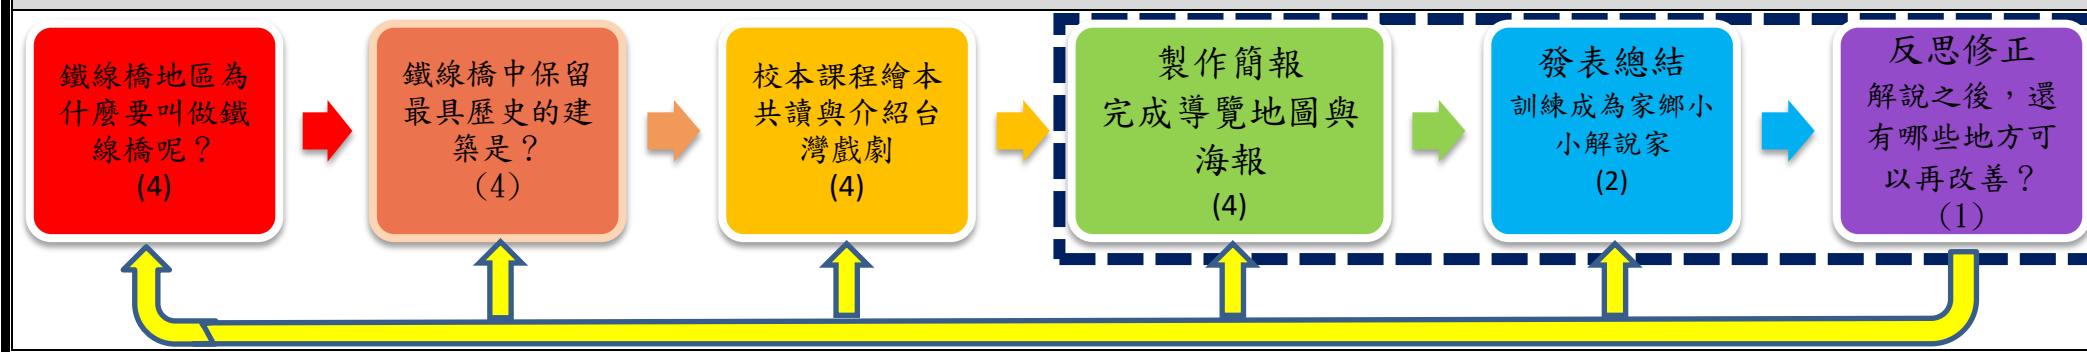 鐵線橋地區為
什麼要叫做鐵
線橋呢？
(4)
鐵線橋中保留
最具歷史的建
築是？
(4)
校本課程繪本
共讀與介紹台
灣戲劇
(4)
製作簡報
完成導覽地圖與
海報
(4)
發表總結
訓練成為家鄉小
小解說家
(2)
反思修正
解說之後，還
有哪些地方可
以再改善？
(1)